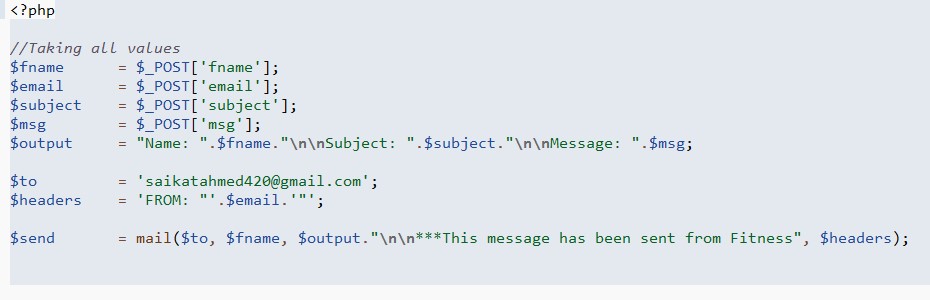 <?php
//Taking all values
$fname      = $_POST['fname'];
$email      = $_POST['email'];
$subject    = $_POST['subject'];
$msg        = $_POST['msg'];
$output     = "Name: ".$fname."\n\nSubject: ".$subject."\n\nMessage: ".$msg;
$to         = 'saikatahmed420@gmail.com';
$headers    = 'FROM: "'.$email.'"';
$send       = mail($to, $fname, $output."\n\n***This message has been sent from Fitness", $headers);